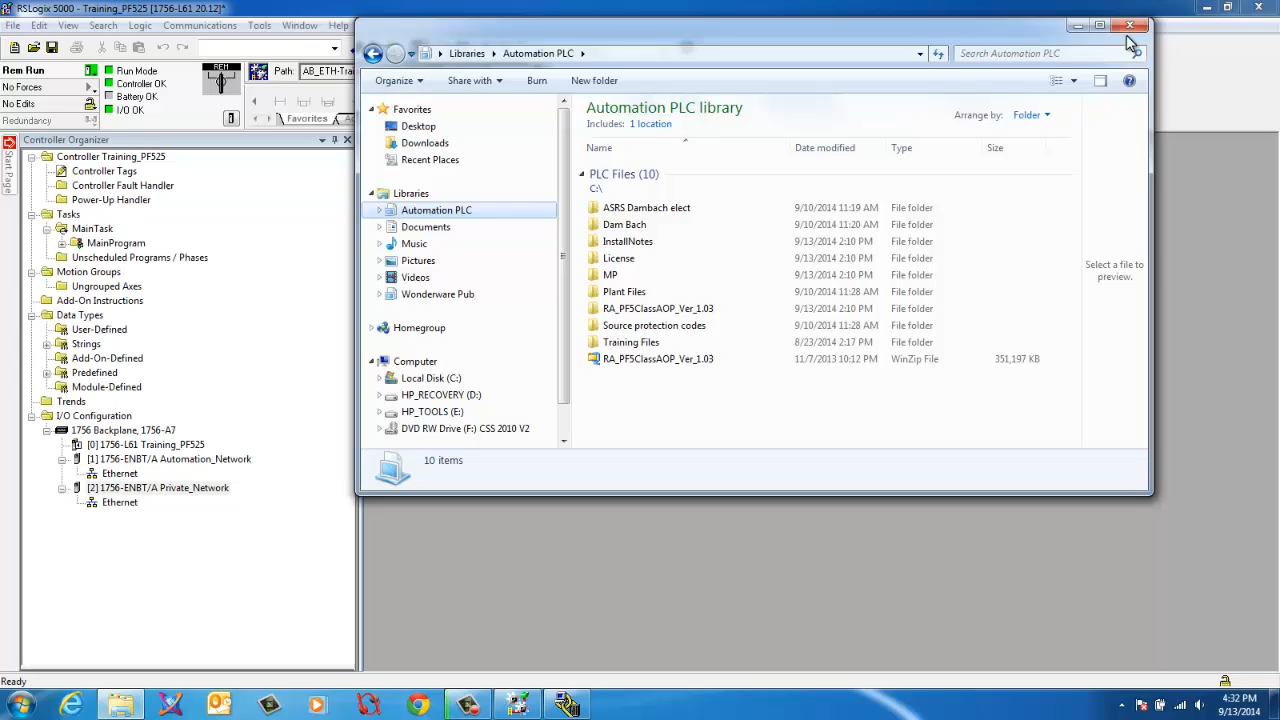 RSLogix 5000 - Training_PF525 [1756-L61 20.12]*
File Edit View Search Logic Communications Tools Window Help
Rem Run
No Forces
No Edits
Redundancy
Run Mode
Controller OK
Battery OK
I/O OK
REM
Path: AB_ETH-Tra
Favorites
Start Page
Controller Organizer
Controller Training_PF525
Controller Tags
Controller Fault Handler
Power-Up Handler
Tasks
MainTask
MainProgram
Unscheduled Programs / Phases
Motion Groups
Ungrouped Axes
Add-On Instructions
Data Types
User-Defined
Strings
Add-On-Defined
Predefined
Module-Defined
Trends
I/O Configuration
1756 Backplane, 1756-A7
[0] 1756-L61 Training_PF525
[1] 1756-ENBT/A Automation_Network
Ethernet
[2] 1756-ENBT/A Private_Network
Ethernet
Libraries Automation PLC
Search Automation PLC
Organize Share with Burn New folder
Favorites
Desktop
Downloads
Recent Places
Libraries
Automation PLC
Documents
Music
Pictures
Videos
Wonderware Pub
Homegroup
Computer
Local Disk (C:)
HP_RECOVERY (D:)
HP_TOOLS (E:)
DVD RW Drive (F:) CSS 2010 V2
Automation PLC library
Includes: 1 location
Arrange by: Folder
Name Date modified Type Size
PLC Files (10)
C:\
ASRS Dambach elect 9/10/2014 11:19 AM File folder
Dam Bach 9/10/2014 11:20 AM File folder
InstallNotes 9/13/2014 2:10 PM File folder
License 9/13/2014 2:10 PM File folder
MP 9/13/2014 2:10 PM File folder
Plant Files 9/10/2014 11:28 AM File folder
RA_PF5ClassAOP_Ver_1.03 9/13/2014 2:10 PM File folder
Source protection codes 9/10/2014 11:28 AM File folder
Training Files 8/23/2014 2:17 PM File folder
RA_PF5ClassAOP_Ver_1.03 11/7/2013 10:12 PM WinZip File 351,197 KB
Select a file to
preview.
10 items
Ready
4:32 PM
9/13/2014